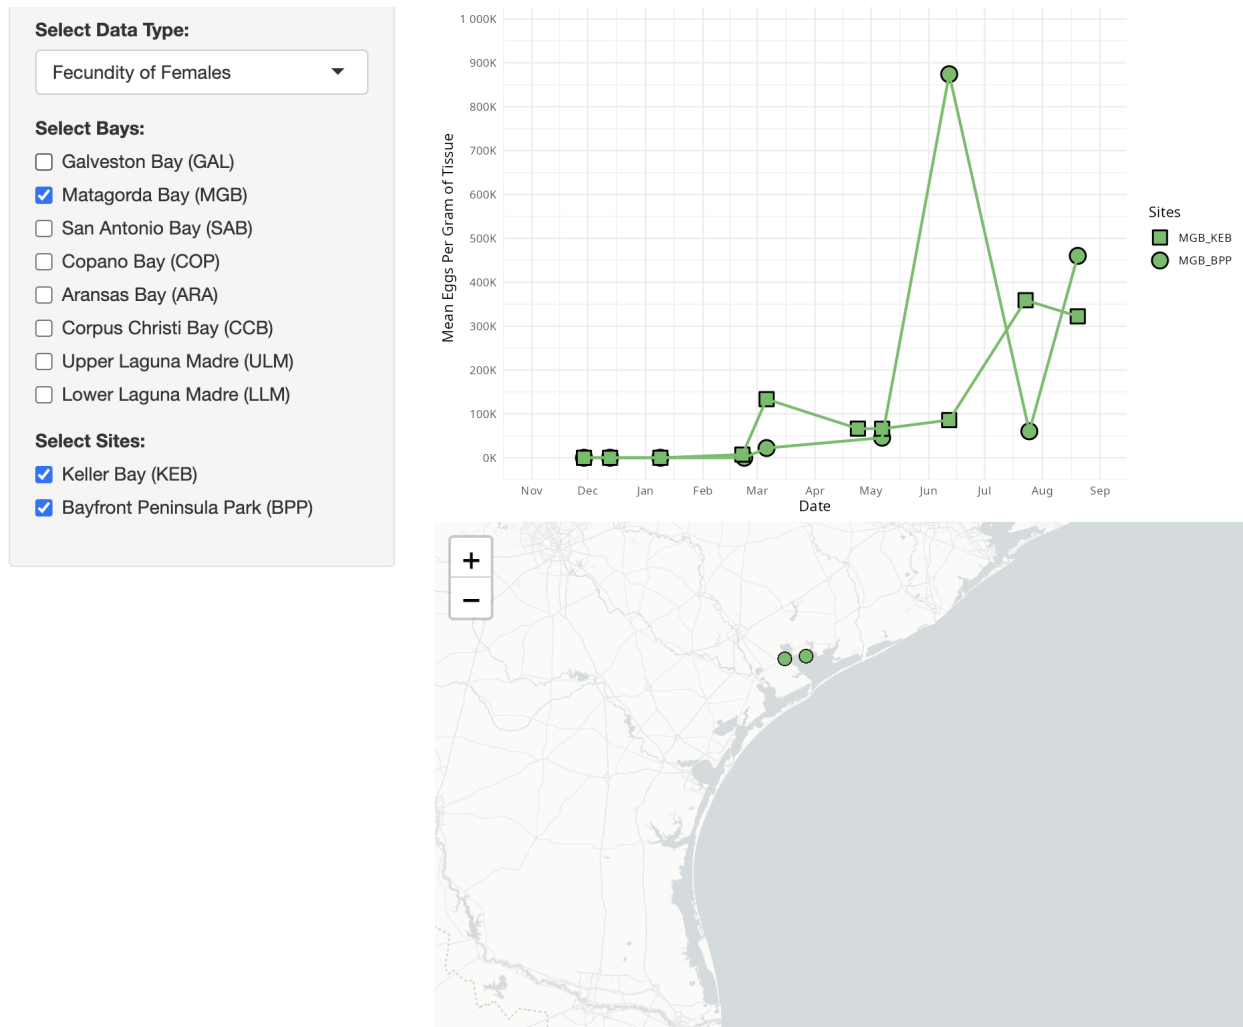 Select Data Type:
Fecundity of Females
Select Bays:
Galveston Bay (GAL)
Matagorda Bay (MGB)
San Antonio Bay (SAB)
Copano Bay (COP)
Aransas Bay (ARA)
Corpus Christi Bay (CCB)
Upper Laguna Madre (ULM)
Lower Laguna Madre (LLM)
Select Sites:
Keller Bay (KEB)
Bayfront Peninsula Park (BPP)
Mean Eggs Per Gram of Tissue
1 000K
900K
800K
700K
600K
500K
400K
300K
200K
100K
0K
Nov Dec Jan Feb Mar Apr May Jun Jul Aug Sep
Date
Sites
MGB_KEB
MGB_BPP
+
−